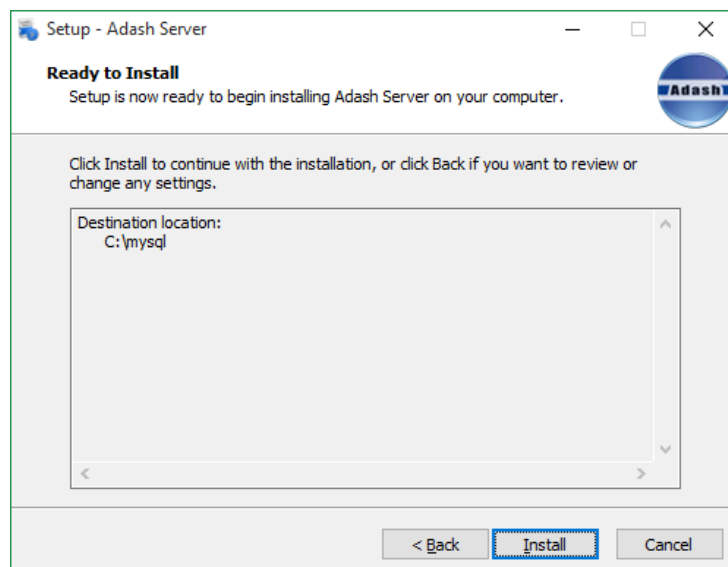 Setup - Adash Server
Ready to Install
Setup is now ready to begin installing Adash Server on your computer.
Adash
Click Install to continue with the installation, or click Back if you want to review or
change any settings.
Destination location:
C:\mysql
< Back
Install
Cancel